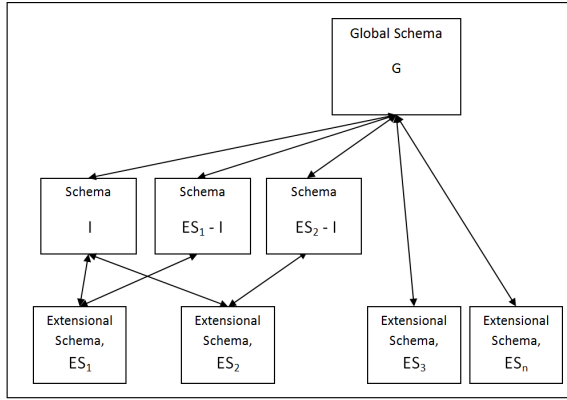 Global Schema
G
Schema
I
Schema
ES₁ - I
Schema
ES₂ - I
Extensional
Schema,
ES₁
Extensional
Schema,
ES₂
Extensional
Schema,
ES₃
Extensional
Schema,
ESₙ